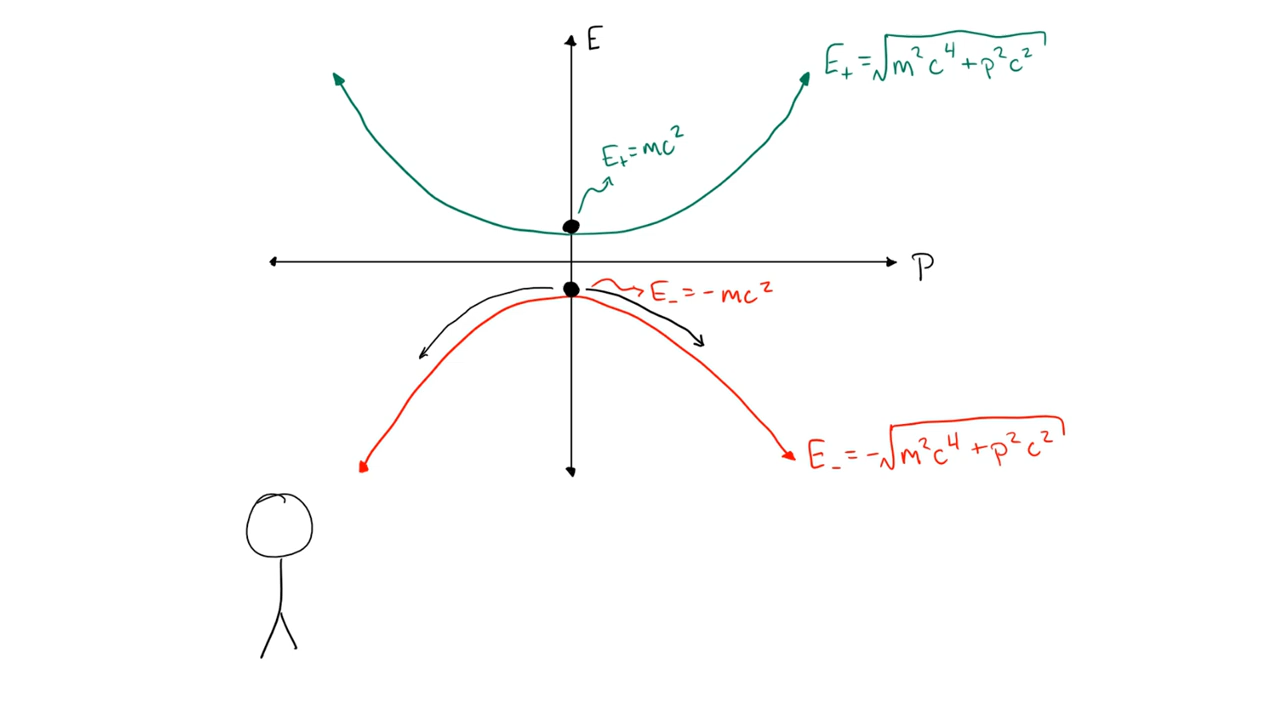 E
E₊ = √m²c⁴ + p²c²
E₊ = mc²
P
E₋ = - mc²
E₋ = -√m²c⁴ + p²c²